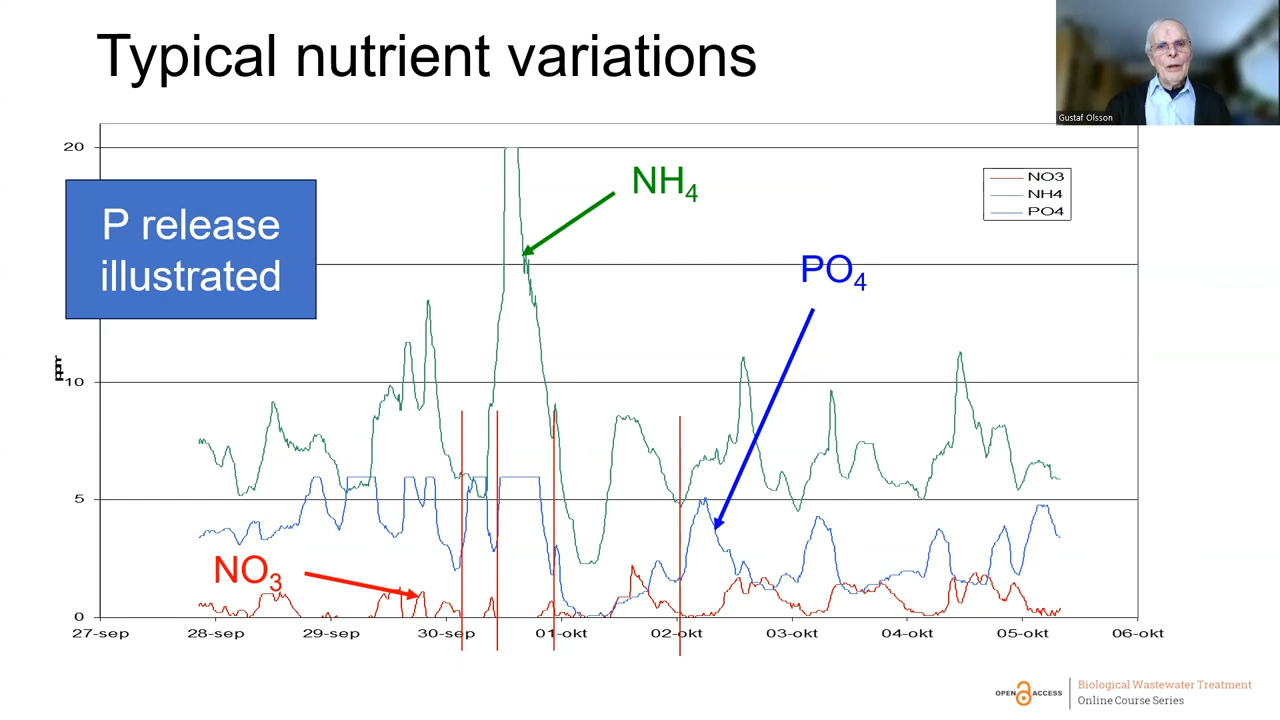 Typical nutrient variations
Gustaf Olsson
20
P release
illustrated
NH4
PO4
NO3
NH4
PO4
ppm
10
5
NO3
0
27-sep 28-sep 29-sep 30-sep 01-okt 02-okt 03-okt 04-okt 05-okt 06-okt
OPEN ACCESS
Biological Wastewater Treatment
Online Course Series